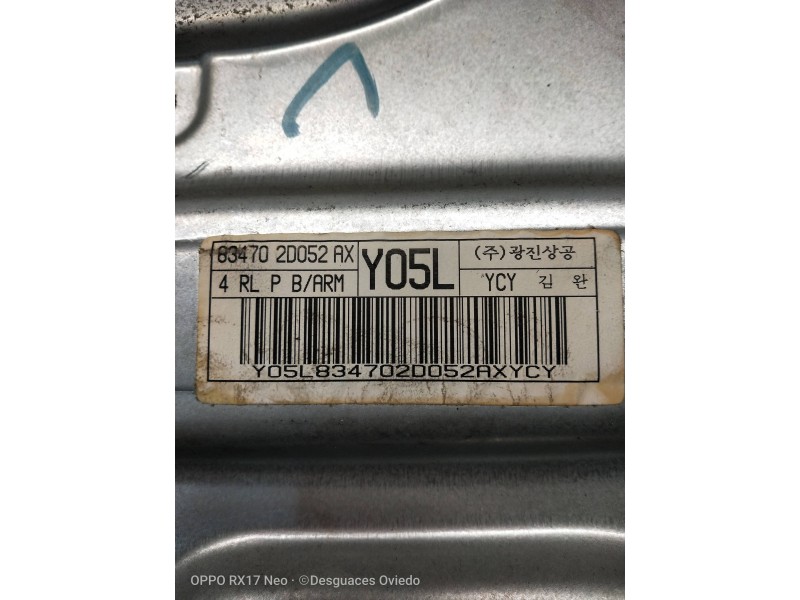 83470 2D052 AX
Y05L
(주)광진상공
4 RL P B/ARM
YCY 김 완
Y05L834702D052AXYCY
OPPO RX17 Neo · ©Desguaces Oviedo